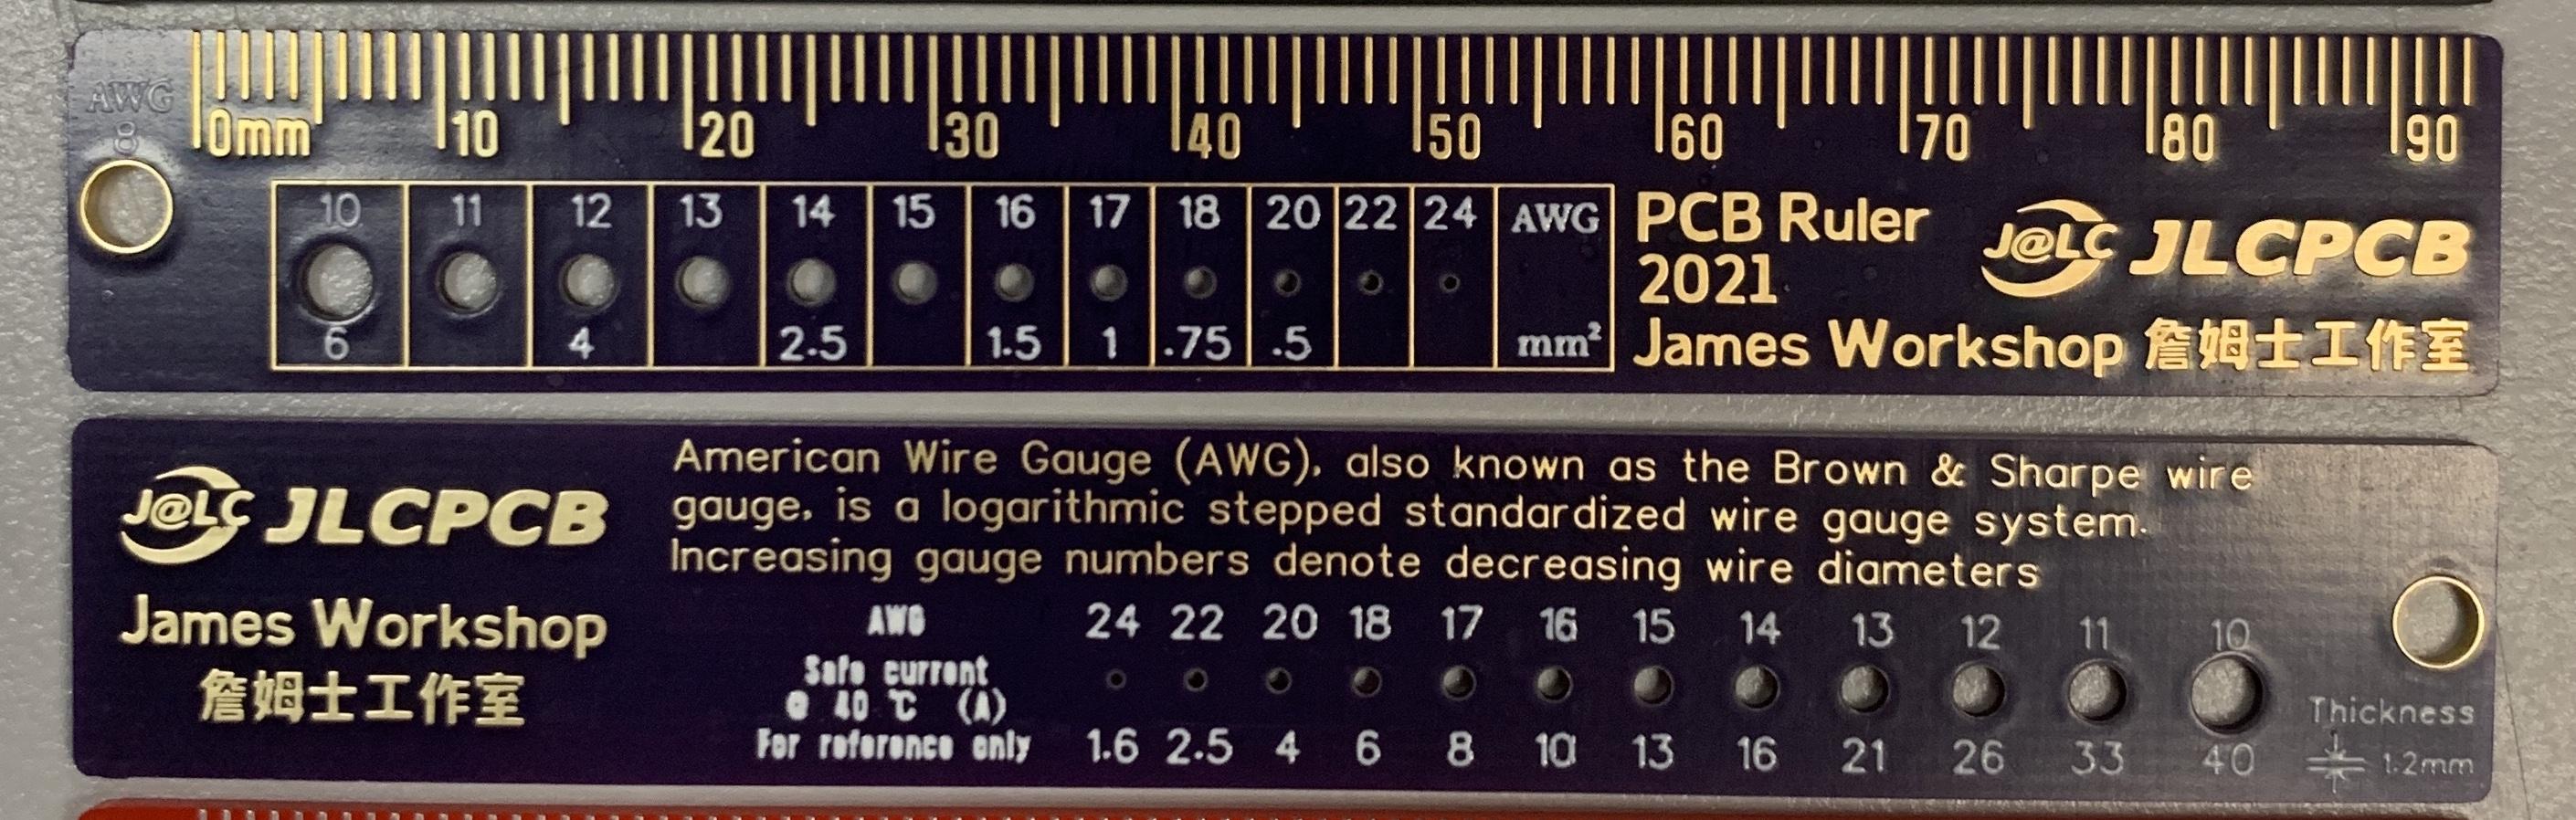 AWG
8
0mm 10 20 30 40 50 60 70 80 90
10 11 12 13 14 15 16 17 18 20 22 24 AWG
6 4 2.5 1.5 1 .75 .5 mm²
PCB Ruler
2021
J@LC JLCPCB
James Workshop 詹姆士工作室
J@LC JLCPCB
James Workshop
詹姆士工作室
American Wire Gauge (AWG), also known as the Brown & Sharpe wire
gauge, is a logarithmic stepped standardized wire gauge system.
Increasing gauge numbers denote decreasing wire diameters
AWG 24 22 20 18 17 16 15 14 13 12 11 10
Safe current
@ 40 ℃ (A)
For reference only 1.6 2.5 4 6 8 10 13 16 21 26 33 40
Thickness
1.2mm